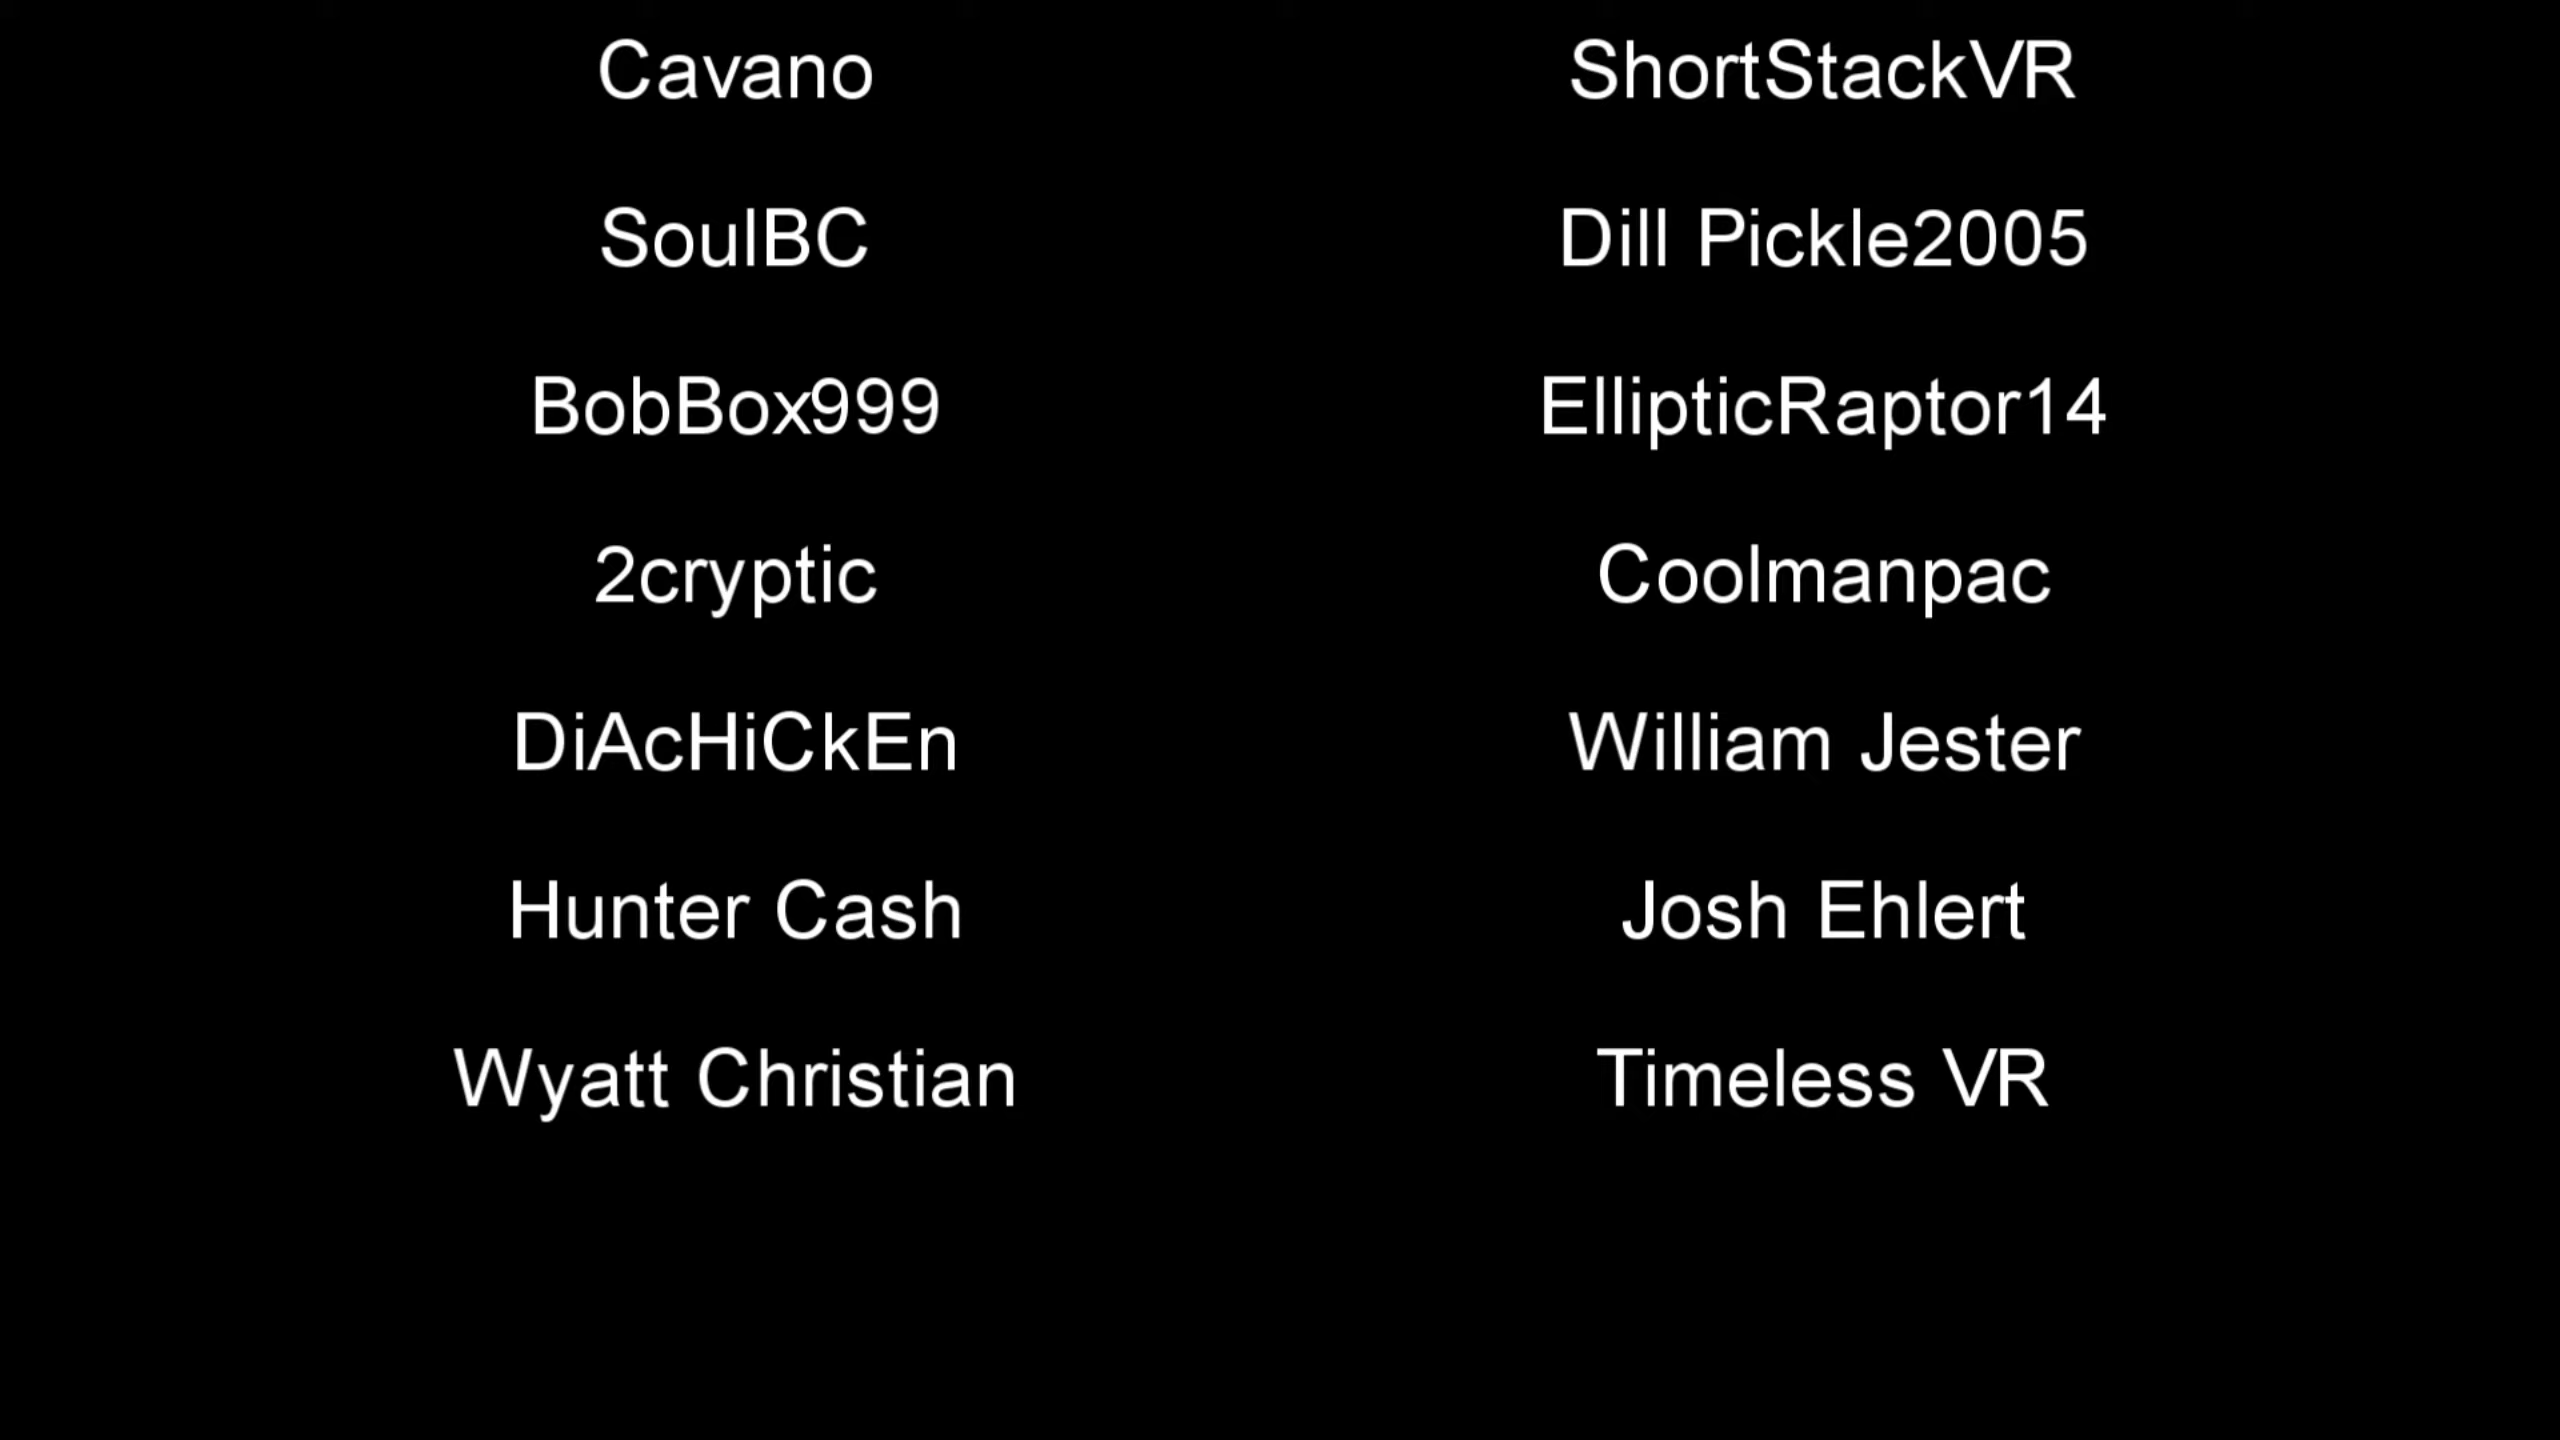 Cavano
ShortStackVR
SoulBC
Dill Pickle2005
BobBox999
EllipticRaptor14
2cryptic
Coolmanpac
DiAcHiCkEn
William Jester
Hunter Cash
Josh Ehlert
Wyatt Christian
Timeless VR